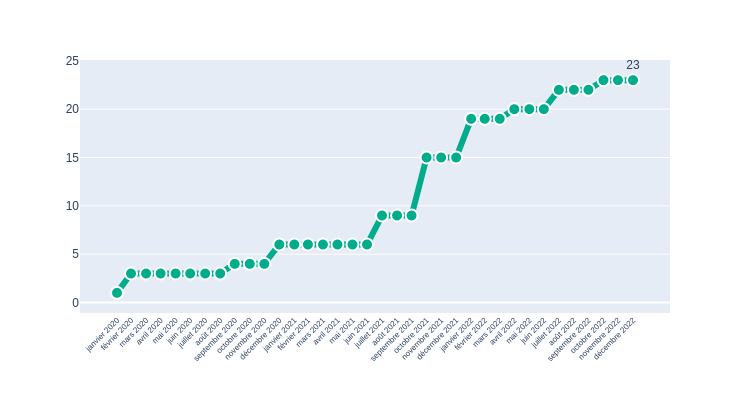 25
23
20
15
10
5
0
janvier 2020
février 2020
mars 2020
avril 2020
mai 2020
juin 2020
juillet 2020
août 2020
septembre 2020
octobre 2020
novembre 2020
décembre 2020
janvier 2021
février 2021
mars 2021
avril 2021
mai 2021
juin 2021
juillet 2021
août 2021
septembre 2021
octobre 2021
novembre 2021
décembre 2021
janvier 2022
février 2022
mars 2022
avril 2022
mai 2022
juin 2022
juillet 2022
août 2022
septembre 2022
octobre 2022
novembre 2022
décembre 2022